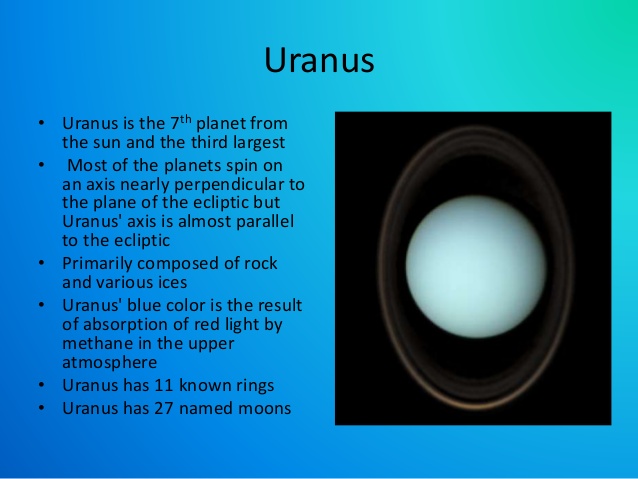 Uranus
• Uranus is the 7th planet from
the sun and the third largest
• Most of the planets spin on
an axis nearly perpendicular to
the plane of the ecliptic but
Uranus' axis is almost parallel
to the ecliptic
• Primarily composed of rock
and various ices
• Uranus' blue color is the result
of absorption of red light by
methane in the upper
atmosphere
• Uranus has 11 known rings
• Uranus has 27 named moons